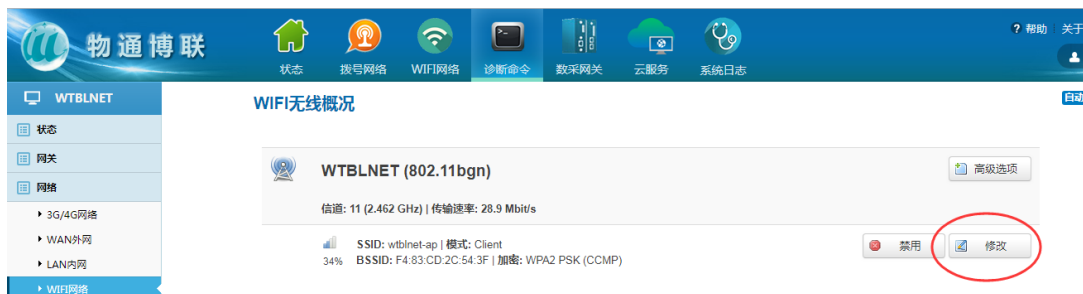 物通博联
状态
拨号网络
WIFI网络
诊断命令
数采网关
云服务
系统日志
? 帮助
关于
WTBLNET
状态
网关
网络
3G/4G网络
WAN外网
LAN内网
WIFI网络
WIFI无线概况
自动
WTBLNET (802.11bgn)
高级选项
信道: 11 (2.462 GHz) | 传输速率: 28.9 Mbit/s
SSID: wtblnet-ap | 模式: Client
34% BSSID: F4:83:CD:2C:54:3F | 加密: WPA2 PSK (CCMP)
禁用
修改